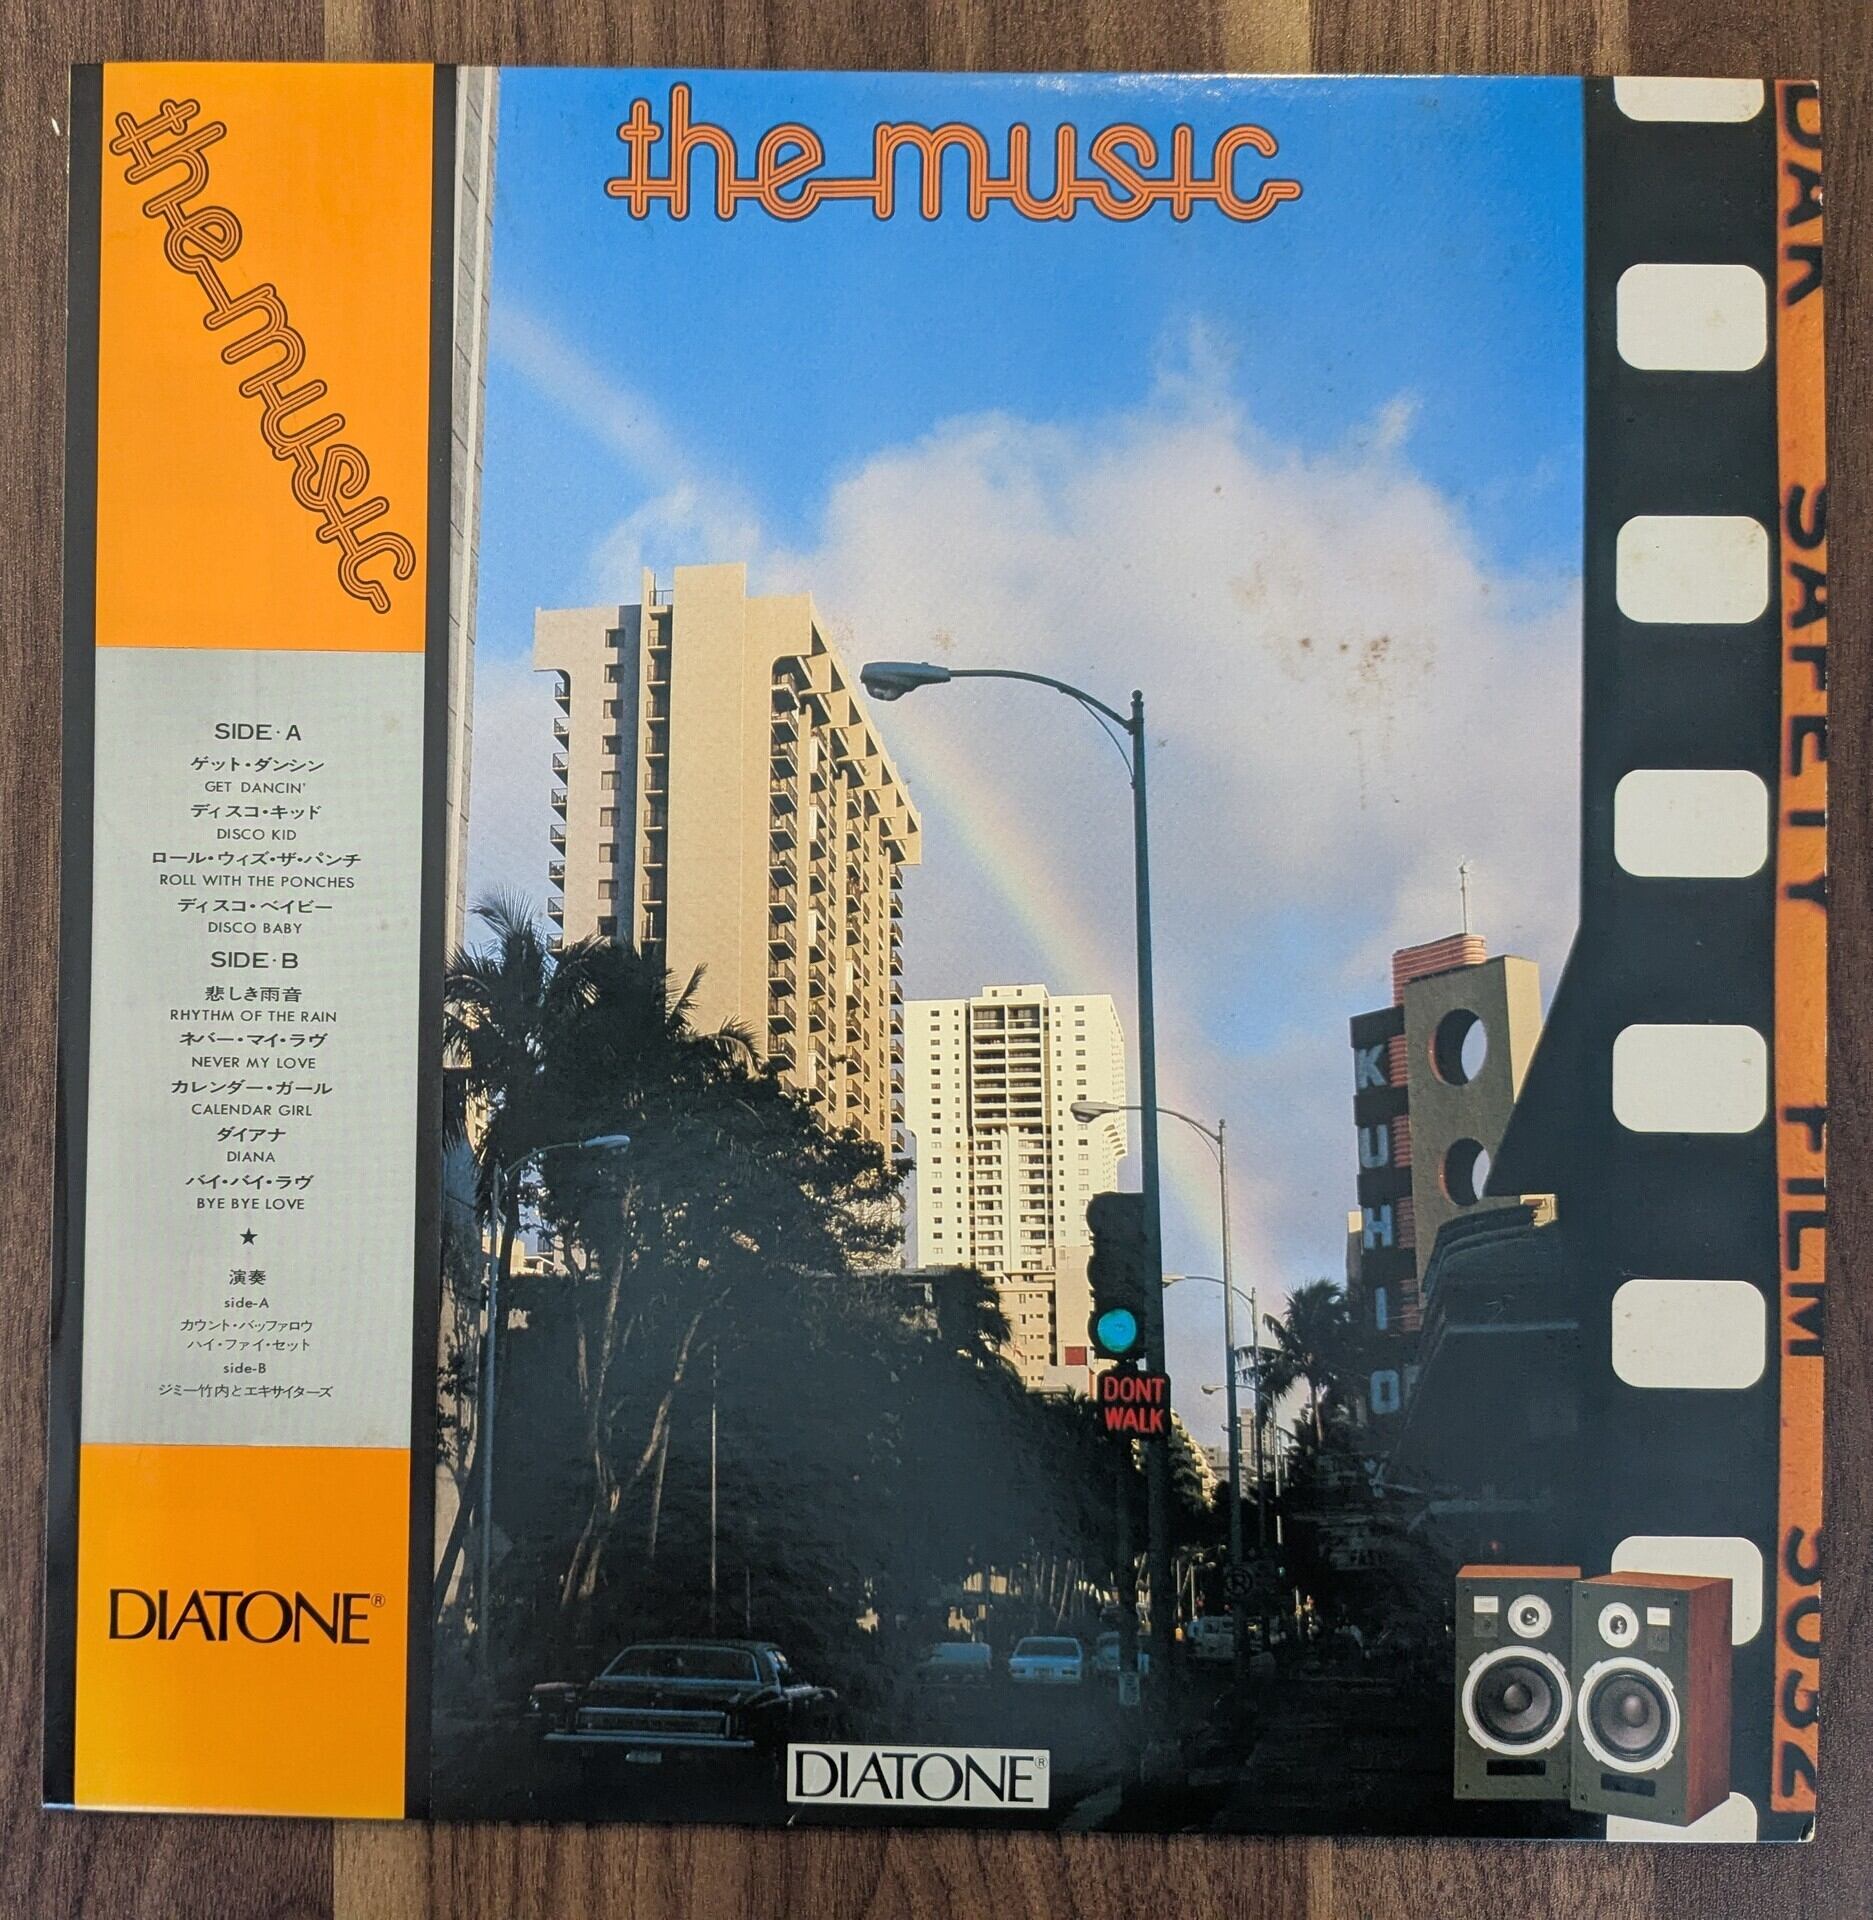 the music
SIDE・A
ゲット・ダンシン
GET DANCIN'
ディスコ・キッド
DISCO KID
ロール・ウィズ・ザ・パンチ
ROLL WITH THE PONCHES
ディスコ・ベイビー
DISCO BABY
SIDE・B
悲しき雨音
RHYTHM OF THE RAIN
ネバー・マイ・ラヴ
NEVER MY LOVE
カレンダー・ガール
CALENDAR GIRL
ダイアナ
DIANA
バイ・バイ・ラヴ
BYE BYE LOVE
★
演奏
side-A
カウント・バッファロウ
ハイ・ファイ・セット
side-B
ジミー竹内とエキサイターズ
DIATONE®
the music
KUHIO
DONT
WALK
DIATONE®
SAFETY FILM 5032